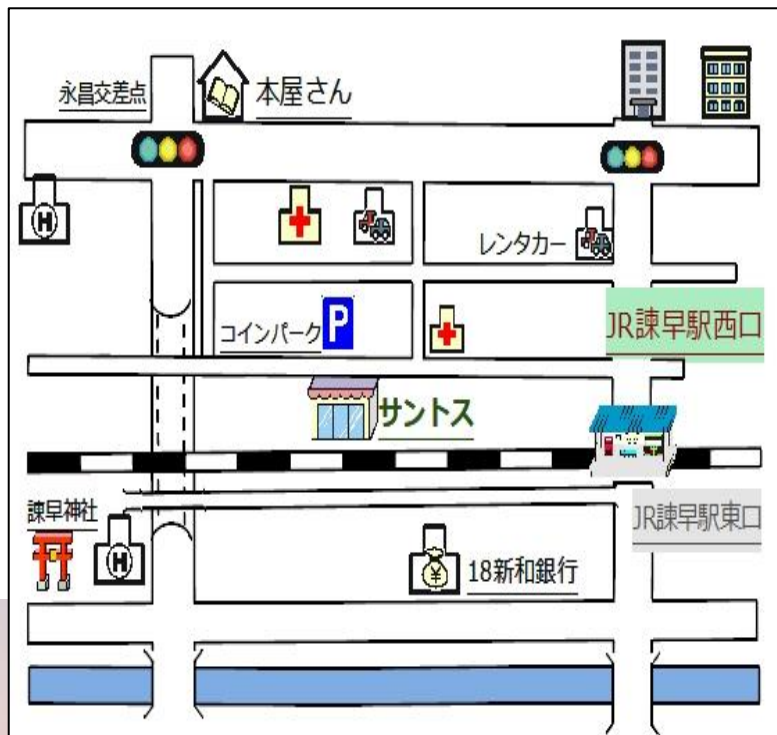 永昌交差点
本屋さん
H
レンタカー
JR諫早駅西口
コインパーク P
サントス
諫早神社
JR諫早駅東口
H
¥
18新和銀行